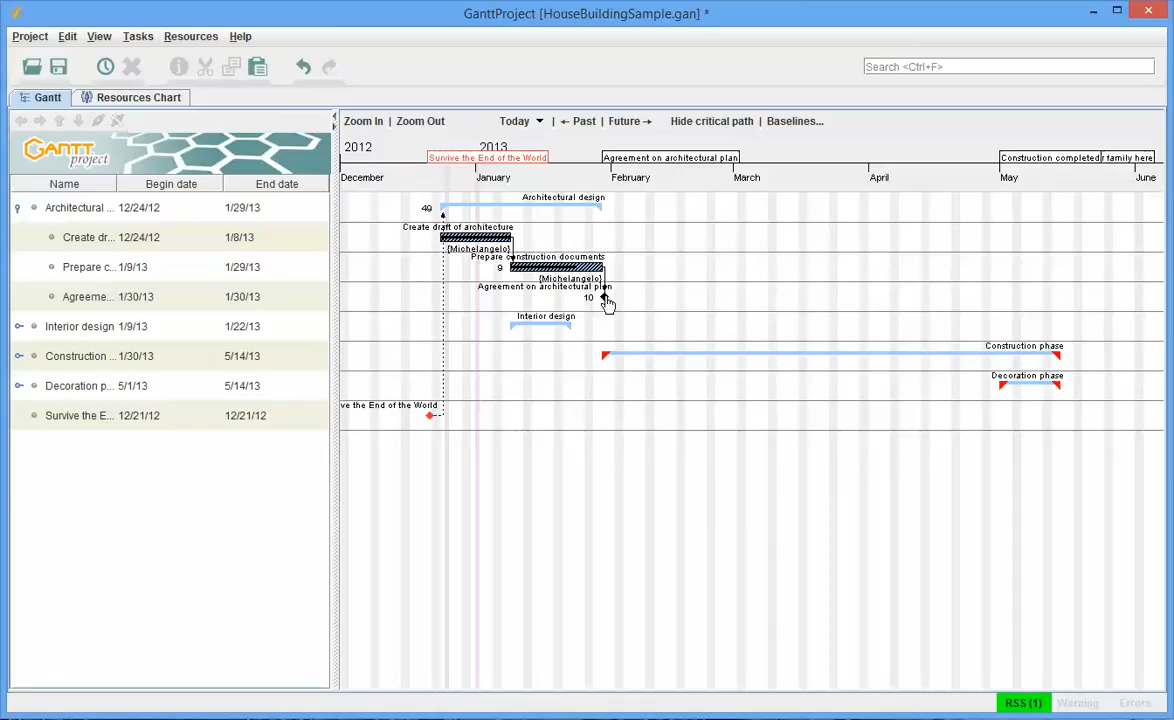 GanttProject [HouseBuildingSample.gan] *
Project Edit View Tasks Resources Help
Search <Ctrl+F>
Gantt Resources Chart
Zoom In | Zoom Out Today | ← Past | Future → Hide critical path | Baselines...
GANTT
project
2012 2013
Survive the End of the World Agreement on architectural plan Construction completed r family here
December January February March April May June
Name Begin date End date
Architectural ... 12/24/12 1/29/13
Create dr... 12/24/12 1/8/13
Prepare c... 1/9/13 1/29/13
Agreeme... 1/30/13 1/30/13
Interior design 1/9/13 1/22/13
Construction ... 1/30/13 5/14/13
Decoration p... 5/1/13 5/14/13
Survive the E... 12/21/12 12/21/12
Architectural design
49
Create draft of architecture
{Michelangelo}
Prepare construction documents
9
{Michelangelo}
Agreement on architectural plan
10
Interior design
Construction phase
Decoration phase
ve the End of the World
RSS (1) Warning Errors